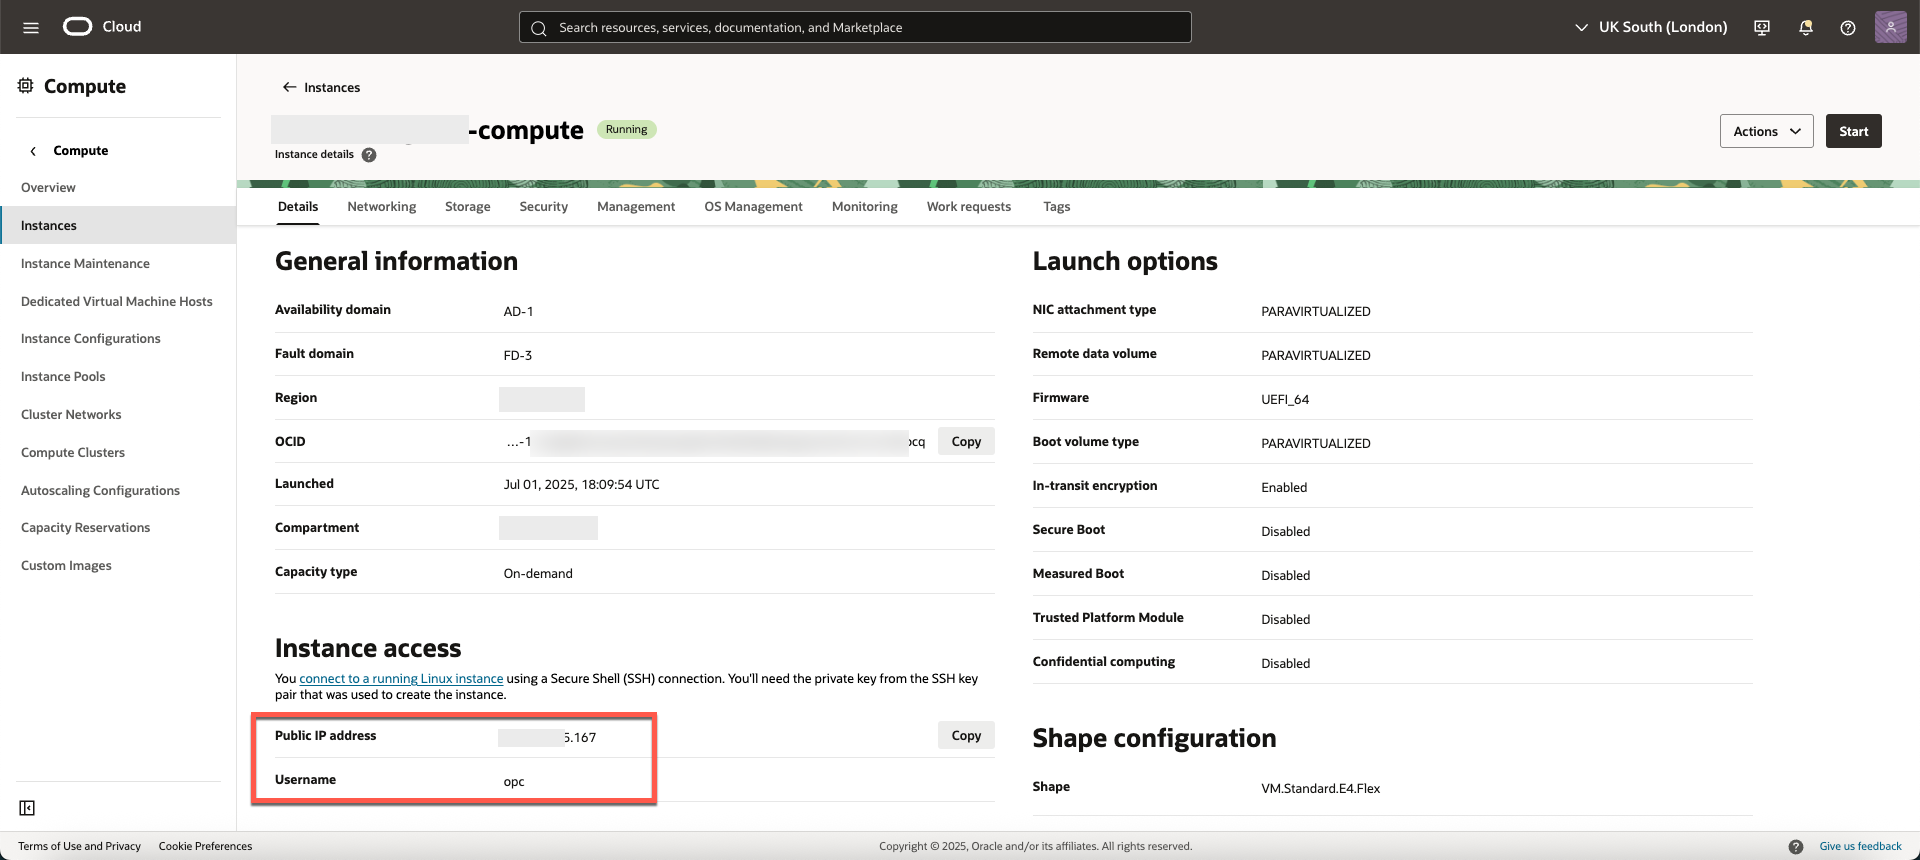 Cloud
Search resources, services, documentation, and Marketplace
UK South (London)
Compute
Compute
Overview
Instances
Instance Maintenance
Dedicated Virtual Machine Hosts
Instance Configurations
Instance Pools
Cluster Networks
Compute Clusters
Autoscaling Configurations
Capacity Reservations
Custom Images
Instances
-compute Running
Instance details ?
Actions
Start
Details Networking Storage Security Management OS Management Monitoring Work requests Tags
General information
Availability domain AD-1
Fault domain FD-3
Region
OCID ...-1 ocq Copy
Launched Jul 01, 2025, 18:09:54 UTC
Compartment
Capacity type On-demand
Instance access
You connect to a running Linux instance using a Secure Shell (SSH) connection. You'll need the private key from the SSH key
pair that was used to create the instance.
Public IP address 5.167 Copy
Username opc
Launch options
NIC attachment type PARAVIRTUALIZED
Remote data volume PARAVIRTUALIZED
Firmware UEFI_64
Boot volume type PARAVIRTUALIZED
In-transit encryption Enabled
Secure Boot Disabled
Measured Boot Disabled
Trusted Platform Module Disabled
Confidential computing Disabled
Shape configuration
Shape VM.Standard.E4.Flex
Terms of Use and Privacy Cookie Preferences
Copyright © 2025, Oracle and/or its affiliates. All rights reserved.
? Give us feedback